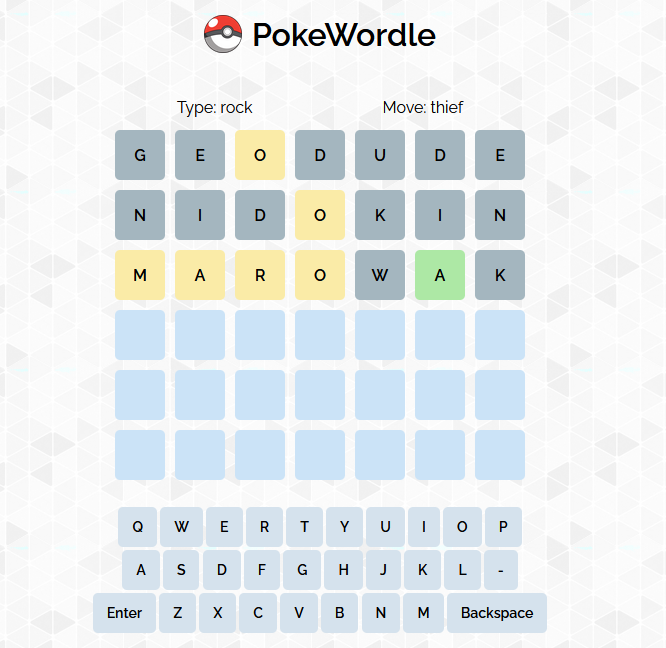 PokeWordle
Type: rock Move: thief
G E O D U D E
N I D O K I N
M A R O W A K
Q W E R T Y U I O P
A S D F G H J K L -
Enter Z X C V B N M Backspace